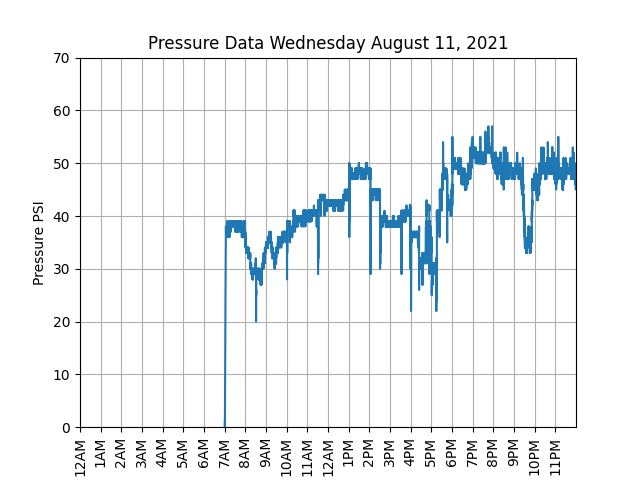 Pressure Data Wednesday August 11, 2021
Pressure PSI
70
60
50
40
30
20
10
0
12AM
1AM
2AM
3AM
4AM
5AM
6AM
7AM
8AM
9AM
10AM
11AM
12AM
1PM
2PM
3PM
4PM
5PM
6PM
7PM
8PM
9PM
10PM
11PM